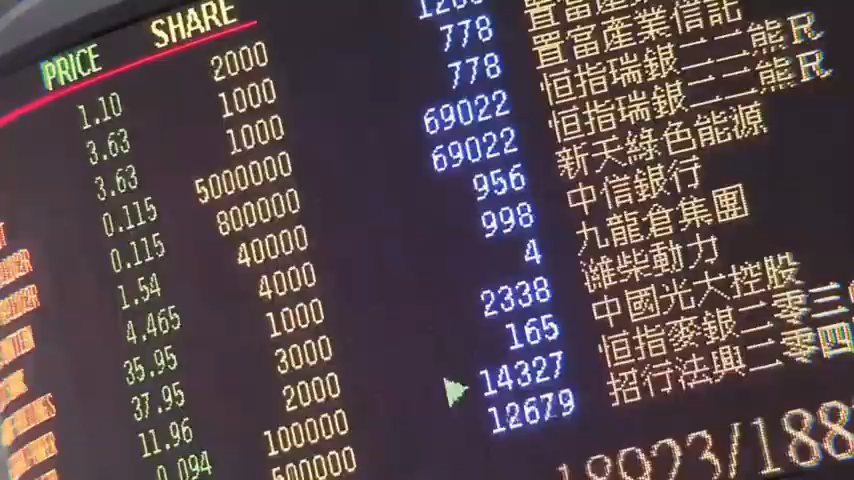 PRICE
1.10
3.63
3.63
0.115
0.115
1.54
4.465
35.95
37.95
11.96
0.094
SHARE
2000
1000
1000
5000000
800000
40000
4000
1000
3000
2000
100000
500000
778
778
69022
69022
956
998
4
2338
165
14327
12679
置富產業信託
恒指瑞銀二二熊R
恒指瑞銀二二熊R
新天綠色能源
中信銀行
九龍倉集團
濰柴動力
中國光大控股
恒指麥銀二零三
招行法興二零四
18923/188